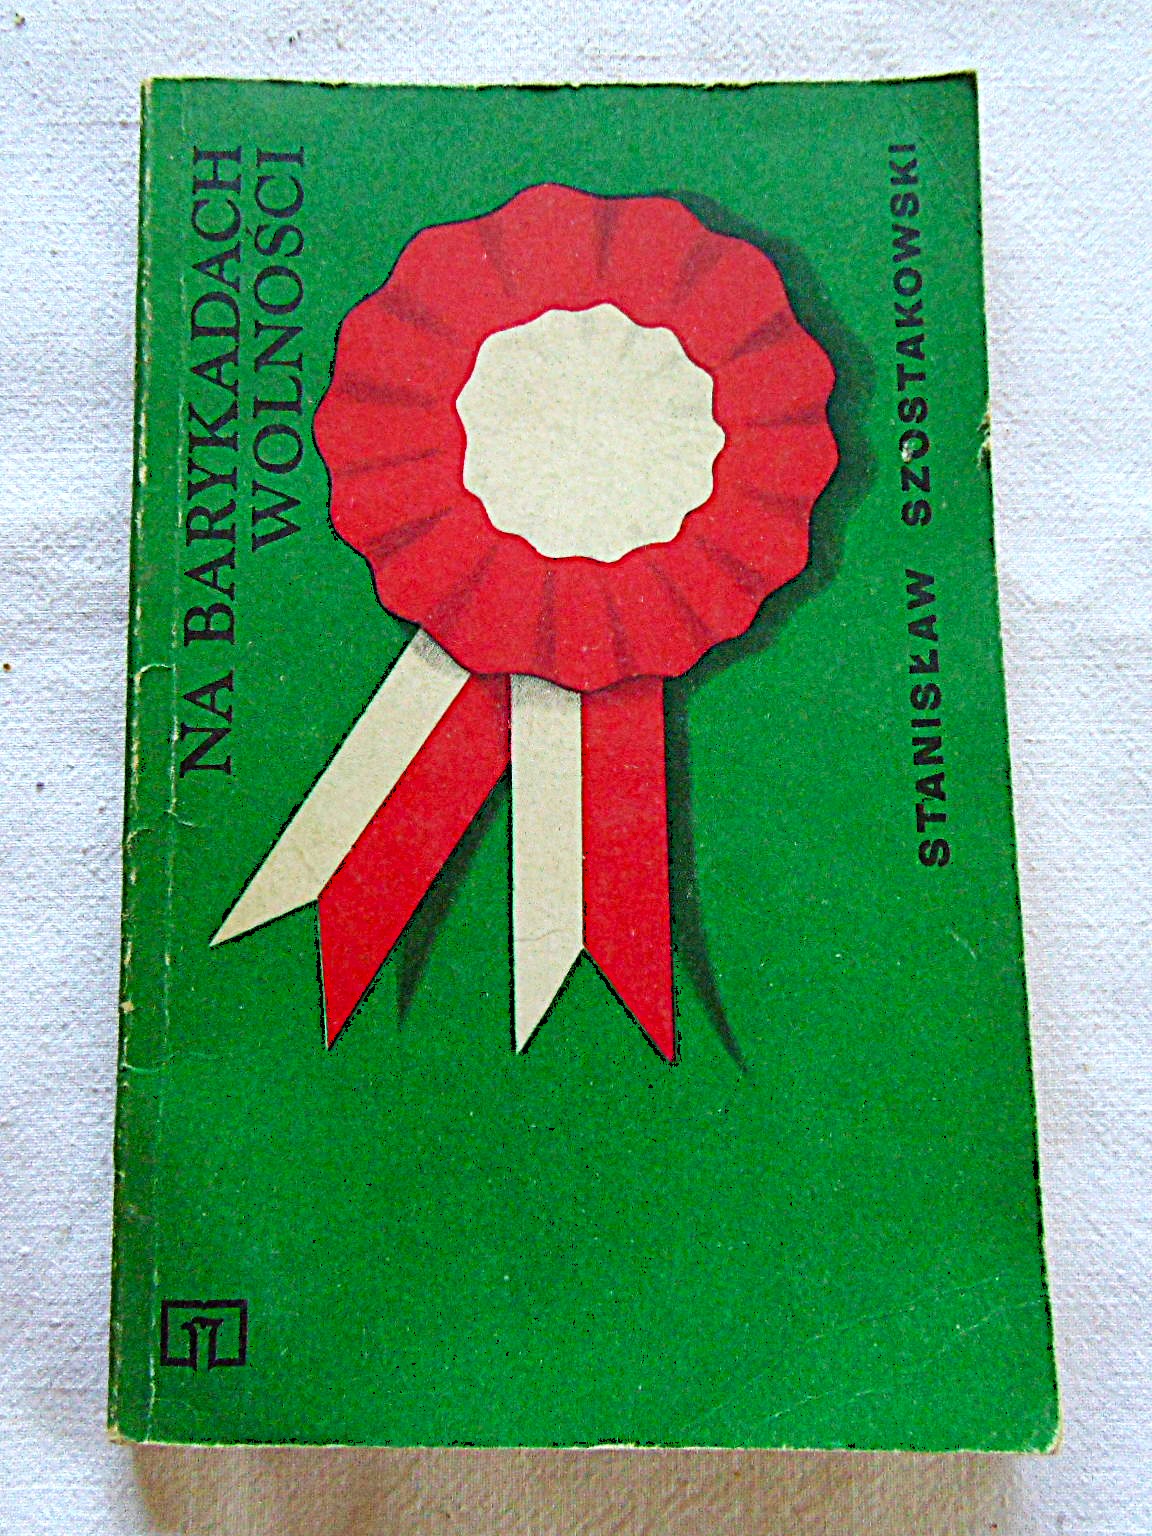 NA BARYKADACH
WOLNOŚCI
STANISŁAW SZOSTAKOWSKI